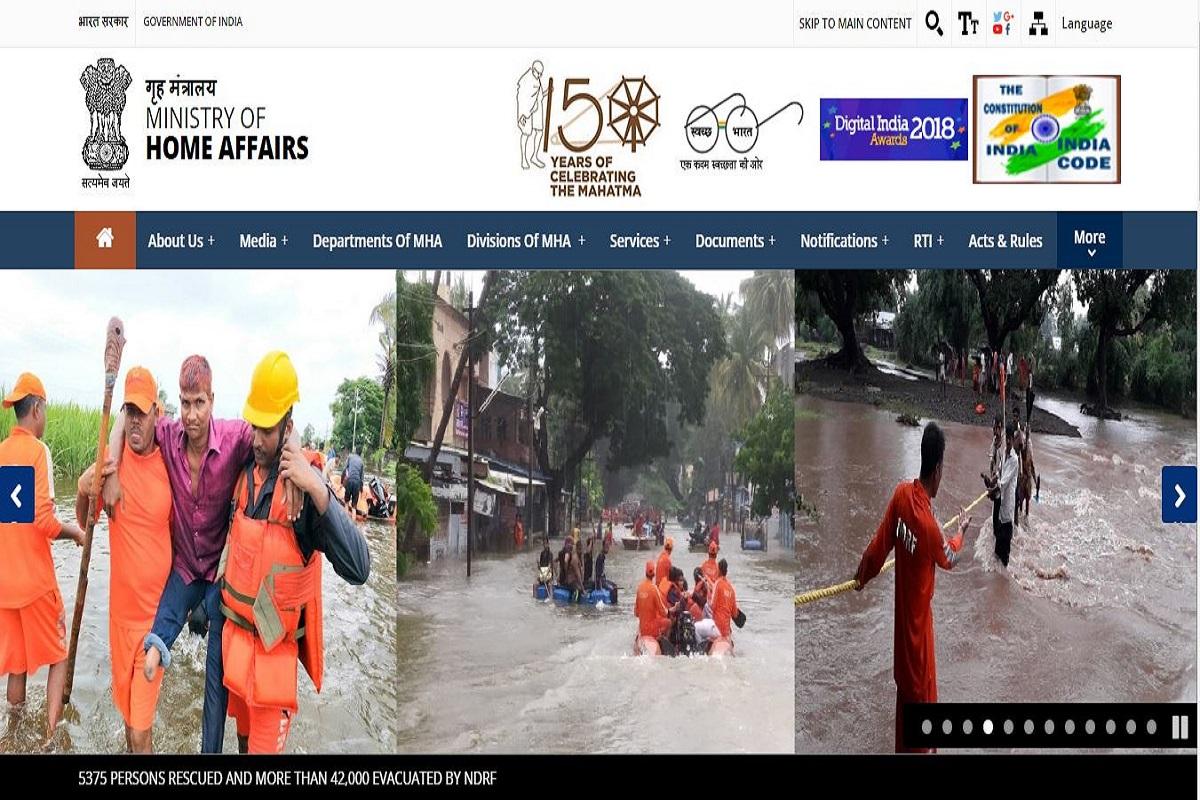 भारत सरकार GOVERNMENT OF INDIA
SKIP TO MAIN CONTENT Language
गृह मंत्रालय
MINISTRY OF
HOME AFFAIRS
सत्यमेव जयते
150
YEARS OF
CELEBRATING
THE MAHATMA
स्वच्छ भारत
एक कदम स्वच्छता की ओर
Digital India 2018
Awards
THE
CONSTITUTION
OF
INDIA
INDIA
CODE
About Us + Media + Departments Of MHA Divisions Of MHA + Services + Documents + Notifications + RTI + Acts & Rules More
NDRF
5375 PERSONS RESCUED AND MORE THAN 42,000 EVACUATED BY NDRF